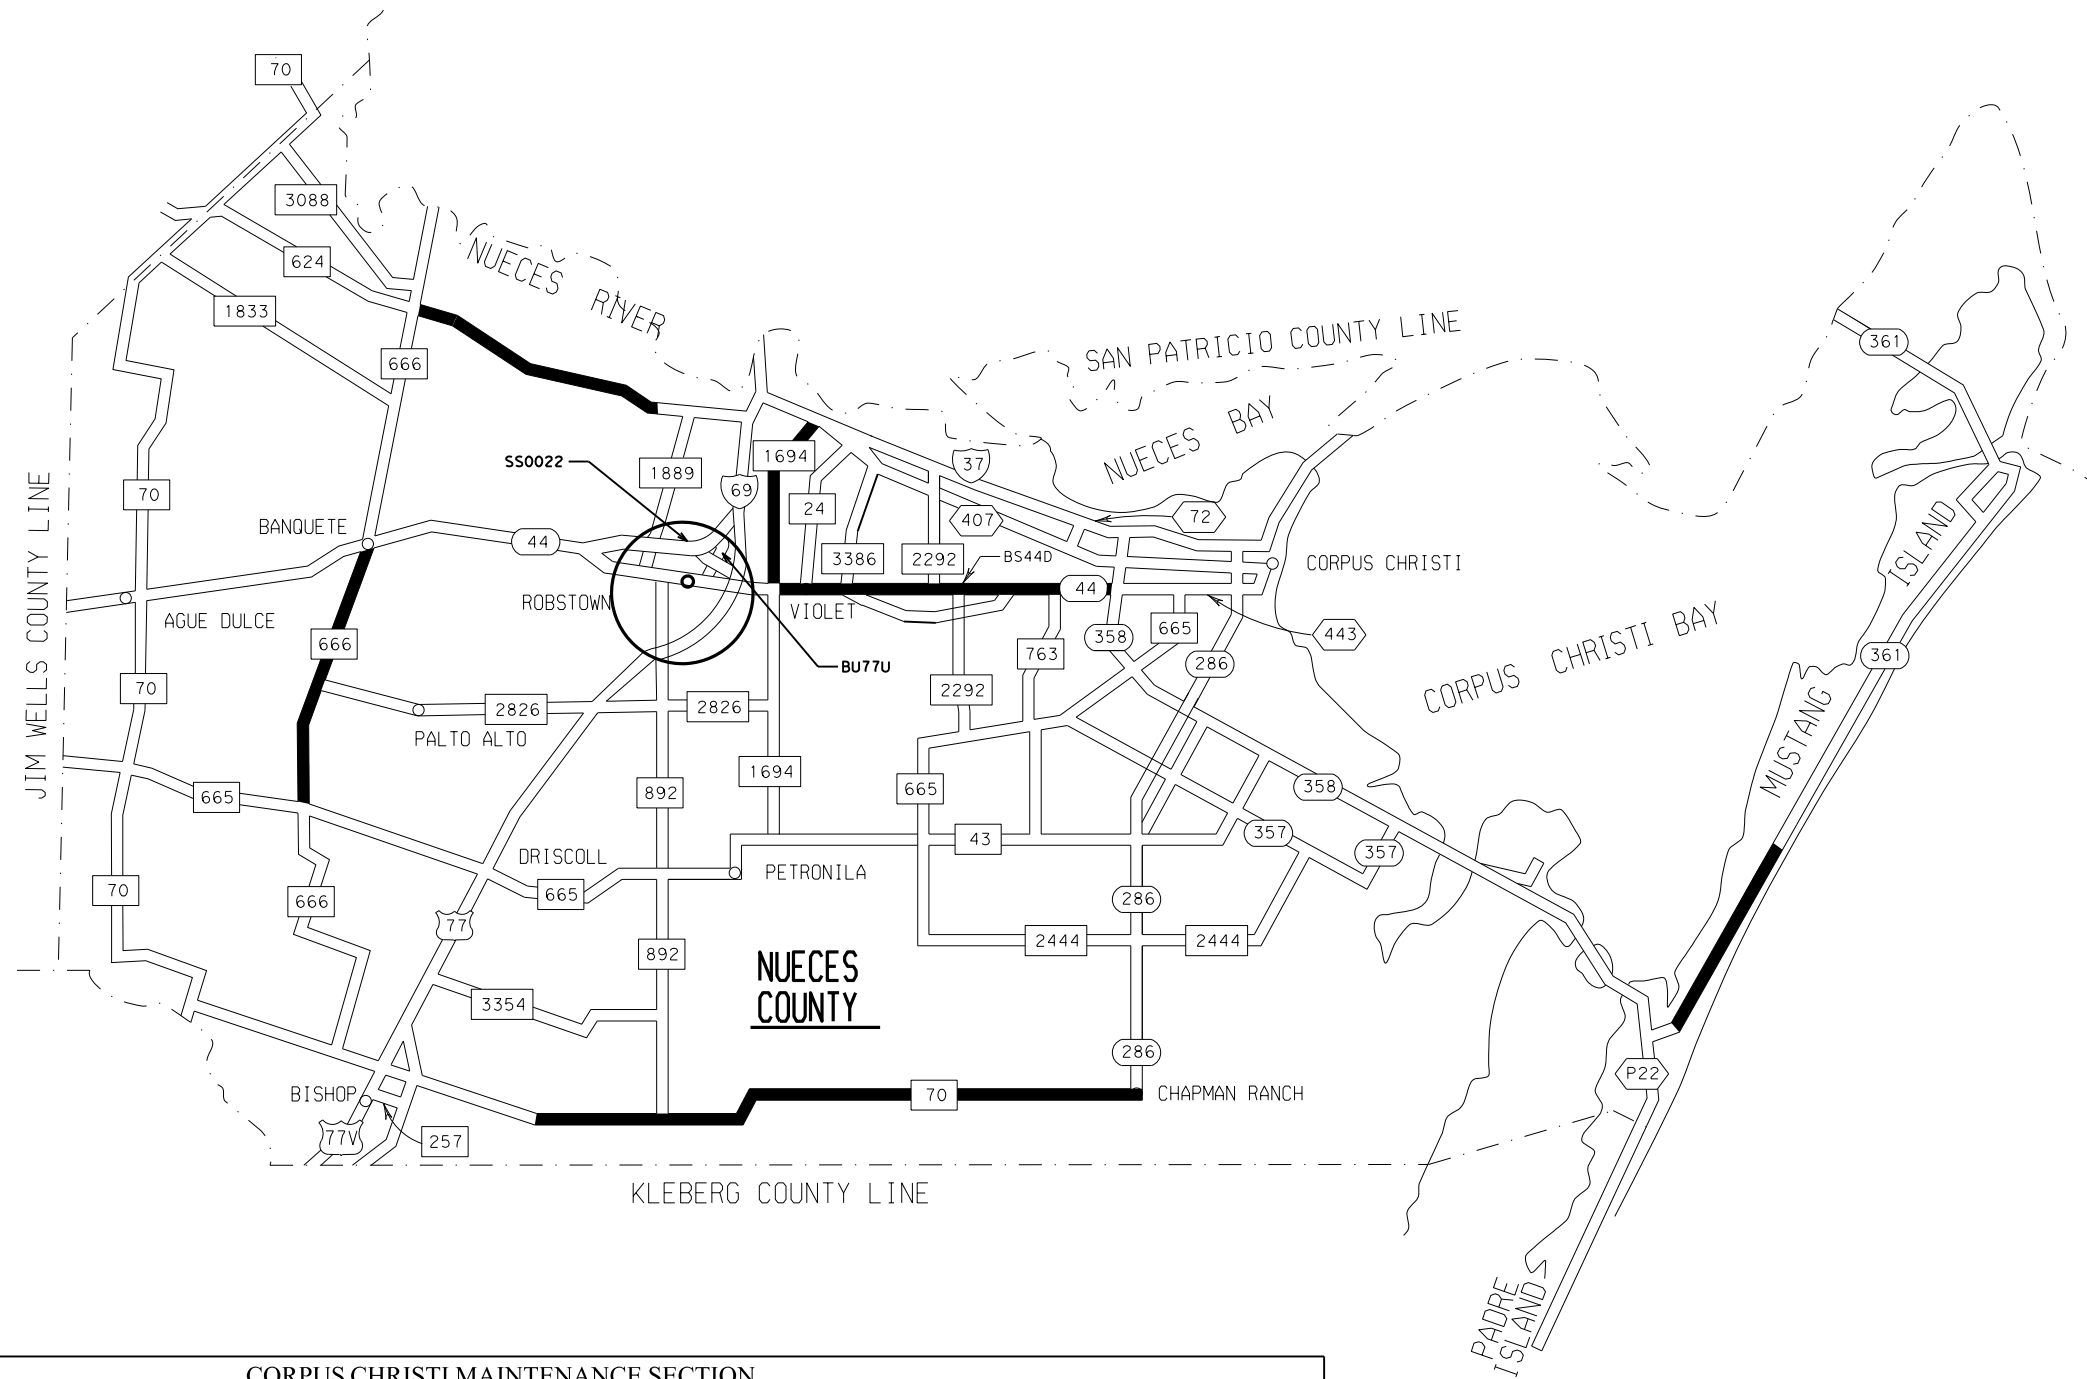 70
3088
624
1833
666
NUECES RIVER
SAN PATRICIO COUNTY LINE
361
NUECES BAY
1694
37
SS0022
1889
69
70
24
407
72
BANQUETE
44
3386
2292
BS44D
CORPUS CHRISTI
ISLAND
JIM WELLS COUNTY LINE
ROBSTOWN
VIOLET
44
AGUE DULCE
666
358
665
443
763
286
BU77U
CORPUS CHRISTI BAY
361
70
2826
2826
2292
PALTO ALTO
MUSTANG
1694
665
892
665
358
43
357
357
DRISCOLL
PETRONILA
70
666
665
286
77
892
2444
2444
NUECES
COUNTY
3354
286
P22
BISHOP
70
CHAPMAN RANCH
77V
257
KLEBERG COUNTY LINE
PADRE
ISLAND
CORPUS CHRISTI MAINTENANCE SECTION